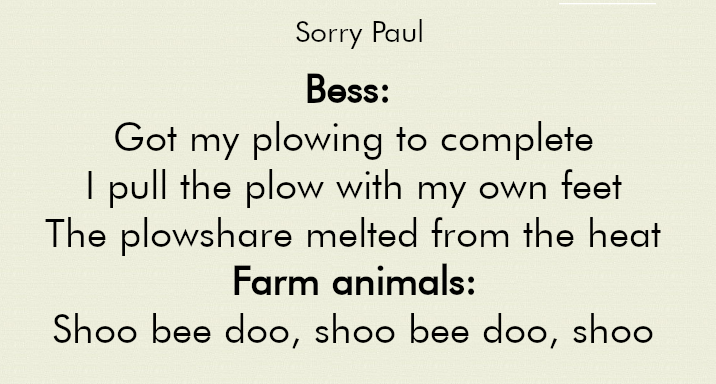 Sorry Paul
Bess:
Got my plowing to complete
I pull the plow with my own feet
The plowshare melted from the heat
Farm animals:
Shoo bee doo, shoo bee doo, shoo